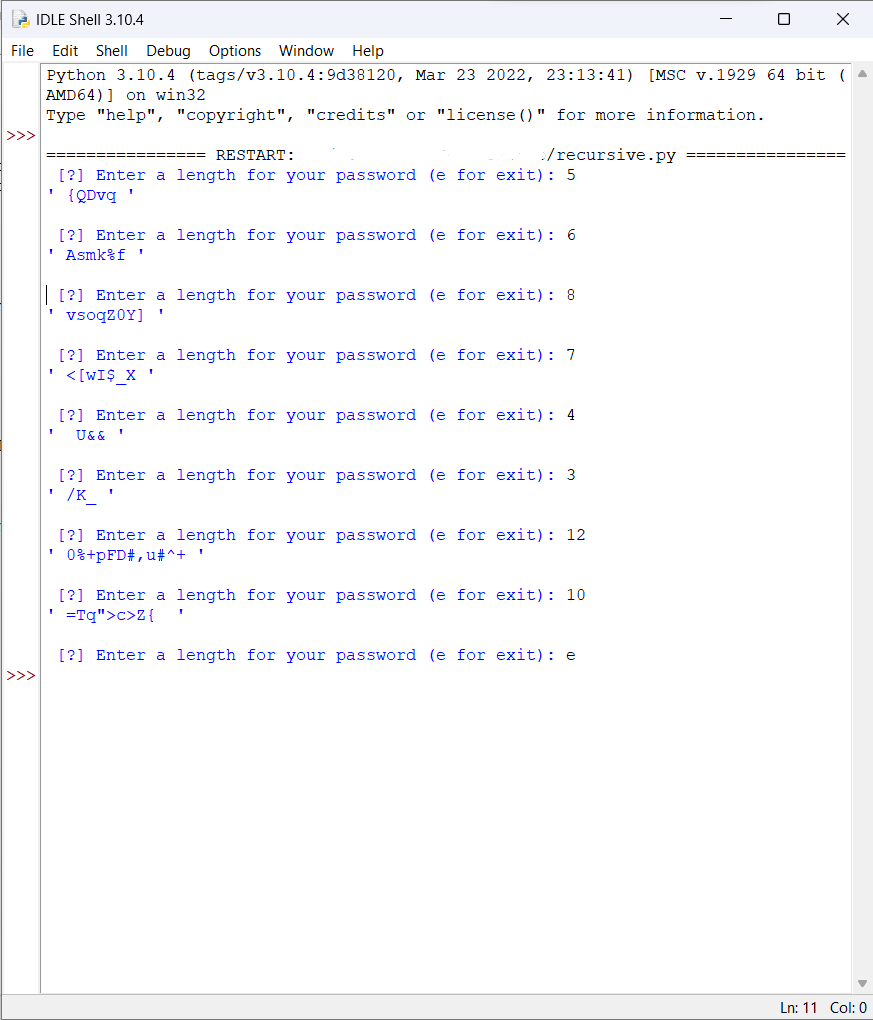 IDLE Shell 3.10.4
File Edit Shell Debug Options Window Help
Python 3.10.4 (tags/v3.10.4:9d38120, Mar 23 2022, 23:13:41) [MSC v.1929 64 bit (
AMD64)] on win32
Type "help", "copyright", "credits" or "license()" for more information.
>>>
================ RESTART: /recursive.py ================
[?] Enter a length for your password (e for exit): 5
' {QDvq '
[?] Enter a length for your password (e for exit): 6
' Asmk%f '
[?] Enter a length for your password (e for exit): 8
' vsoqZ0Y] '
[?] Enter a length for your password (e for exit): 7
' <[wI$_X '
[?] Enter a length for your password (e for exit): 4
'  U&& '
[?] Enter a length for your password (e for exit): 3
' /K_ '
[?] Enter a length for your password (e for exit): 12
' 0%+pFD#,u#^+ '
[?] Enter a length for your password (e for exit): 10
' =Tq">c>Z{  '
[?] Enter a length for your password (e for exit): e
>>>
Ln: 11 Col: 0